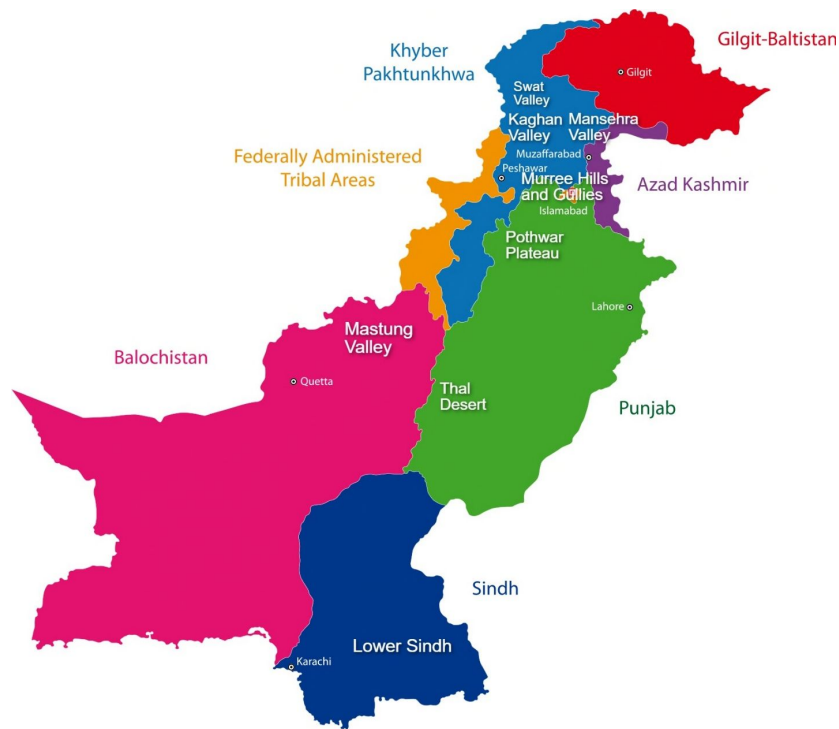 Gilgit-Baltistan
Khyber
Pakhtunkhwa
Gilgit
Swat
Valley
Kaghan
Valley
Mansehra
Valley
Muzaffarabad
Federally Administered
Tribal Areas
Peshawar
Murree Hills
and Gullies
Azad Kashmir
Islamabad
Pothwar
Plateau
Lahore
Mastung
Valley
Balochistan
Quetta
Thal
Desert
Punjab
Sindh
Lower Sindh
Karachi